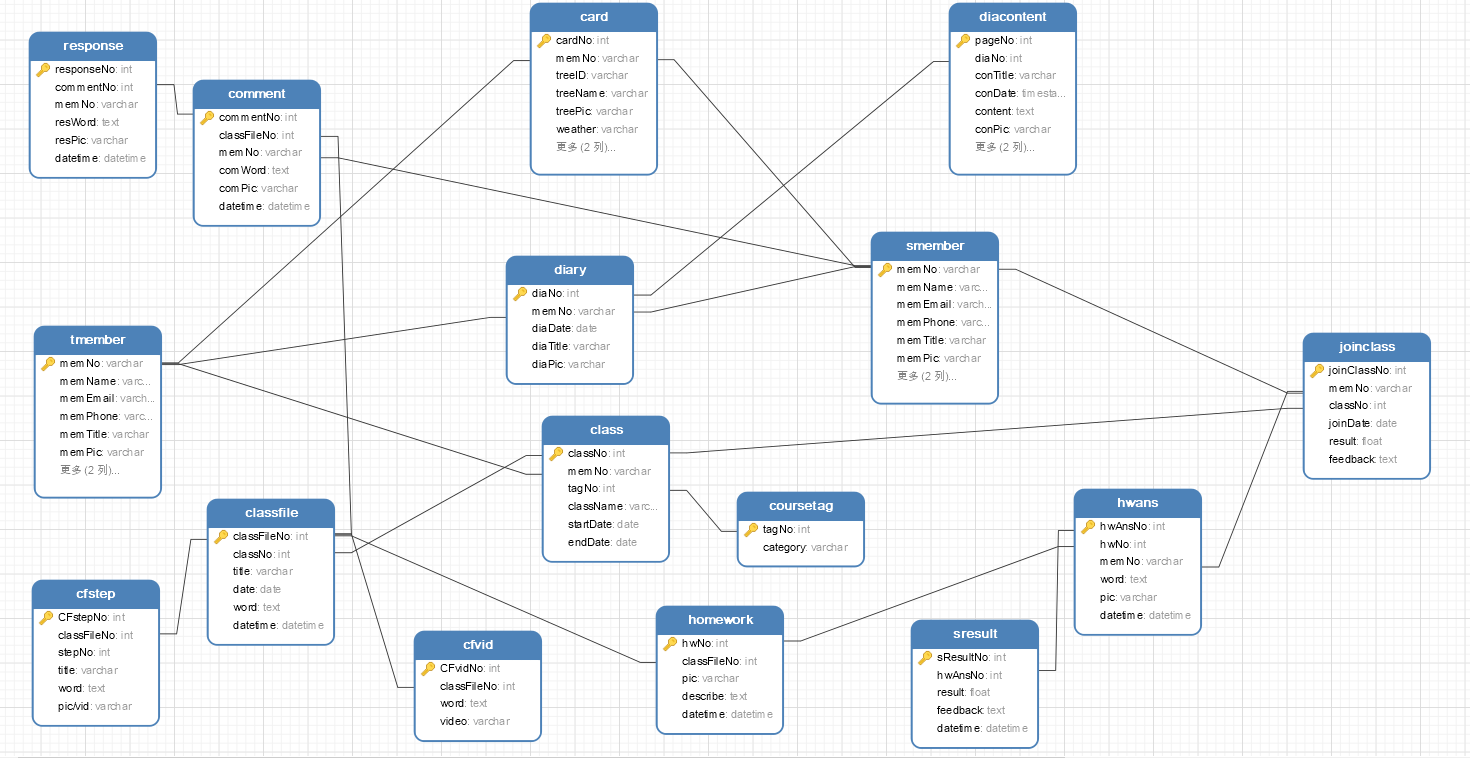 response
responseNo: int
commentNo: int
memNo: varchar
resWord: text
resPic: varchar
datetime: datetime
comment
commentNo: int
classFileNo: int
memNo: varchar
comWord: text
comPic: varchar
datetime: datetime
card
cardNo: int
memNo: varchar
treeID: varchar
treeName: varchar
treePic: varchar
weather: varchar
更多 (2 列)...
diacontent
pageNo: int
diaNo: int
conTitle: varchar
conDate: timesta...
content: text
conPic: varchar
更多 (2 列)...
diary
diaNo: int
memNo: varchar
diaDate: date
diaTitle: varchar
diaPic: varchar
smember
memNo: varchar
memName: varc...
memEmail: varch...
memPhone: varc...
memTitle: varchar
memPic: varchar
更多 (2 列)...
tmember
memNo: varchar
memName: varc...
memEmail: varch...
memPhone: varc...
memTitle: varchar
memPic: varchar
更多 (2 列)...
joinclass
joinClassNo: int
memNo: varchar
classNo: int
joinDate: date
result: float
feedback: text
class
classNo: int
memNo: varchar
tagNo: int
className: varc...
startDate: date
endDate: date
coursetag
tagNo: int
category: varchar
classfile
classFileNo: int
classNo: int
title: varchar
date: date
word: text
datetime: datetime
hwans
hwAnsNo: int
hwNo: int
memNo: varchar
word: text
pic: varchar
datetime: datetime
cfstep
CFstepNo: int
classFileNo: int
stepNo: int
title: varchar
word: text
pic/vid: varchar
cfvid
CFvidNo: int
classFileNo: int
word: text
video: varchar
homework
hwNo: int
classFileNo: int
pic: varchar
describe: text
datetime: datetime
sresult
sResultNo: int
hwAnsNo: int
result: float
feedback: text
datetime: datetime